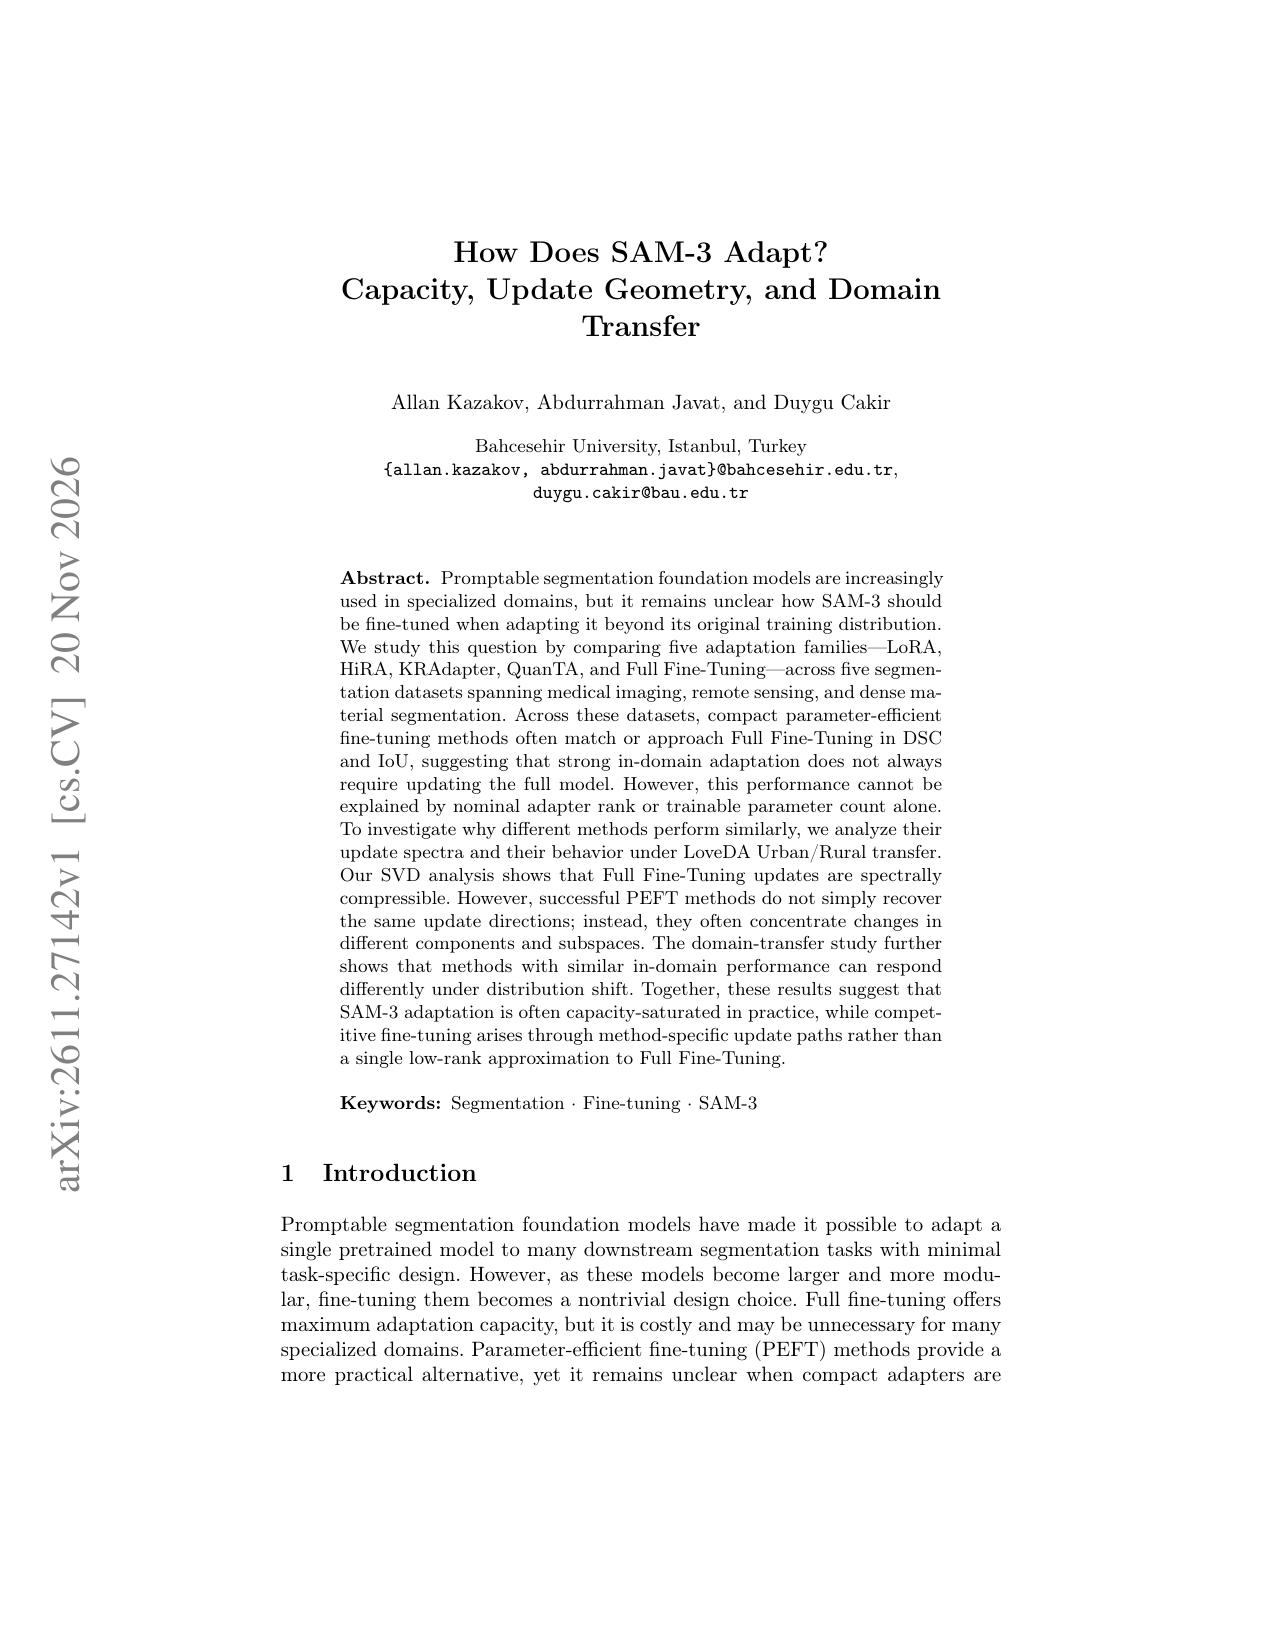 How Does SAM-3 Adapt?
Capacity, Update Geometry, and Domain
Transfer
Allan Kazakov, Abdurrahman Javat, and Duygu Cakir
Bahcesehir University, Istanbul, Turkey
{allan.kazakov, abdurrahman.javat}@bahcesehir.edu.tr,
duygu.cakir@bau.edu.tr
Abstract. Promptable segmentation foundation models are increasingly
used in specialized domains, but it remains unclear how SAM-3 should
be fine-tuned when adapting it beyond its original training distribution.
We study this question by comparing five adaptation families—LoRA,
HiRA, KRAdapter, QuanTA, and Full Fine-Tuning—across five segmen-
tation datasets spanning medical imaging, remote sensing, and dense ma-
terial segmentation. Across these datasets, compact parameter-efficient
fine-tuning methods often match or approach Full Fine-Tuning in DSC
and IoU, suggesting that strong in-domain adaptation does not always
require updating the full model. However, this performance cannot be
explained by nominal adapter rank or trainable parameter count alone.
To investigate why different methods perform similarly, we analyze their
update spectra and their behavior under LoveDA Urban/Rural transfer.
Our SVD analysis shows that Full Fine-Tuning updates are spectrally
compressible. However, successful PEFT methods do not simply recover
the same update directions; instead, they often concentrate changes in
different components and subspaces. The domain-transfer study further
shows that methods with similar in-domain performance can respond
differently under distribution shift. Together, these results suggest that
SAM-3 adaptation is often capacity-saturated in practice, while compet-
itive fine-tuning arises through method-specific update paths rather than
a single low-rank approximation to Full Fine-Tuning.
Keywords: Segmentation · Fine-tuning · SAM-3
1 Introduction
Promptable segmentation foundation models have made it possible to adapt a
single pretrained model to many downstream segmentation tasks with minimal
task-specific design. However, as these models become larger and more modu-
lar, fine-tuning them becomes a nontrivial design choice. Full fine-tuning offers
maximum adaptation capacity, but it is costly and may be unnecessary for many
specialized domains. Parameter-efficient fine-tuning (PEFT) methods provide a
more practical alternative, yet it remains unclear when compact adapters are
arXiv:2611.27142v1 [cs.CV] 20 Nov 2026